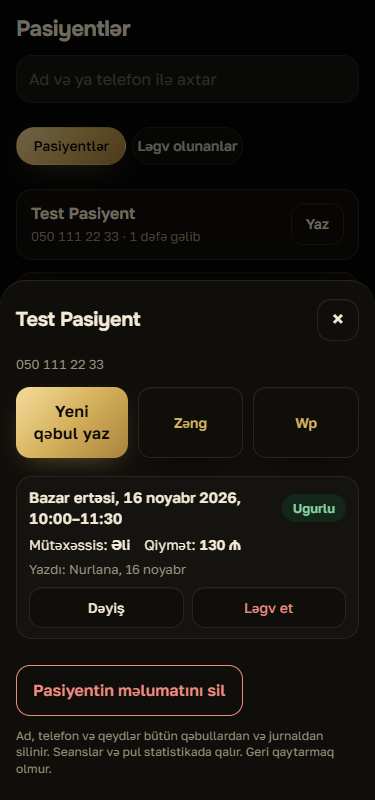 Pasiyentlər
Ad və ya telefon ilə axtar
Pasiyentlər Ləgv olunanlar
Test Pasiyent
050 111 22 33 · 1 dəfə gəlib
Yaz
Test Pasiyent
×
050 111 22 33
Yeni
qəbul yaz
Zəng
Wp
Bazar ertəsi, 16 noyabr 2026,
10:00–11:30
Ugurlu
Mütəxəssis: Əli Qiymət: 130 ₼
Yazdı: Nurlana, 16 noyabr
Dəyiş
Ləgv et
Pasiyentin məlumatını sil
Ad, telefon və qeydlər bütün qəbullardan və jurnaldan
silinir. Seanslar və pul statistikada qalır. Geri qaytarmaq
olmur.